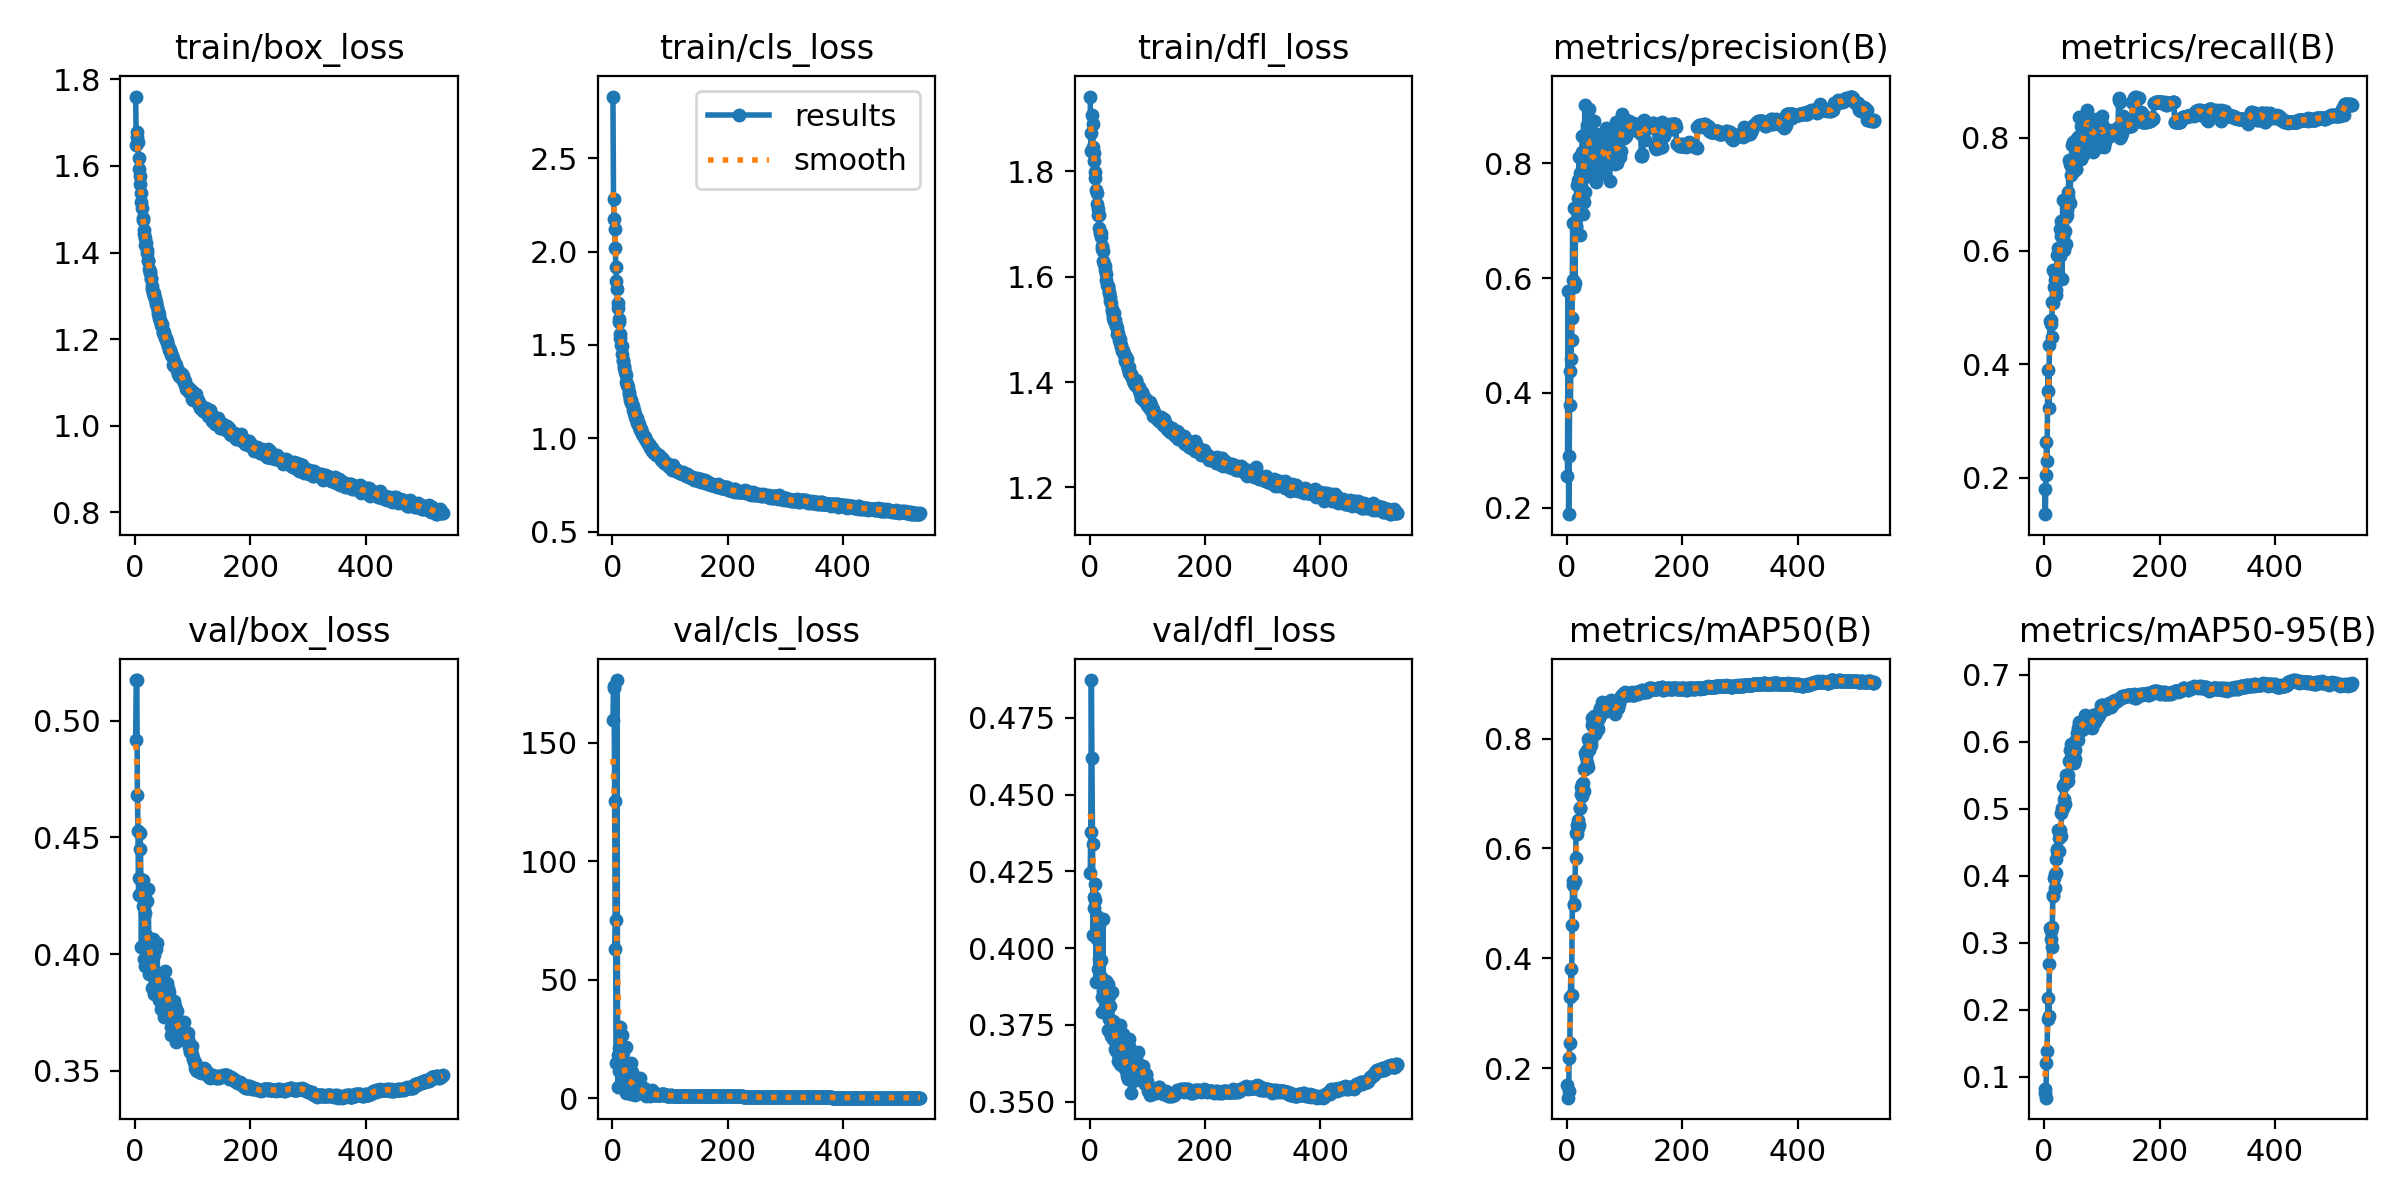 train/box_loss
1.8
1.6
1.4
1.2
1.0
0.8
0 200 400
train/cls_loss
results
smooth
2.5
2.0
1.5
1.0
0.5
0 200 400
train/dfl_loss
1.8
1.6
1.4
1.2
0 200 400
metrics/precision(B)
0.8
0.6
0.4
0.2
0 200 400
metrics/recall(B)
0.8
0.6
0.4
0.2
0 200 400
val/box_loss
0.50
0.45
0.40
0.35
0 200 400
val/cls_loss
150
100
50
0
0 200 400
val/dfl_loss
0.475
0.450
0.425
0.400
0.375
0.350
0 200 400
metrics/mAP50(B)
0.8
0.6
0.4
0.2
0 200 400
metrics/mAP50-95(B)
0.7
0.6
0.5
0.4
0.3
0.2
0.1
0 200 400